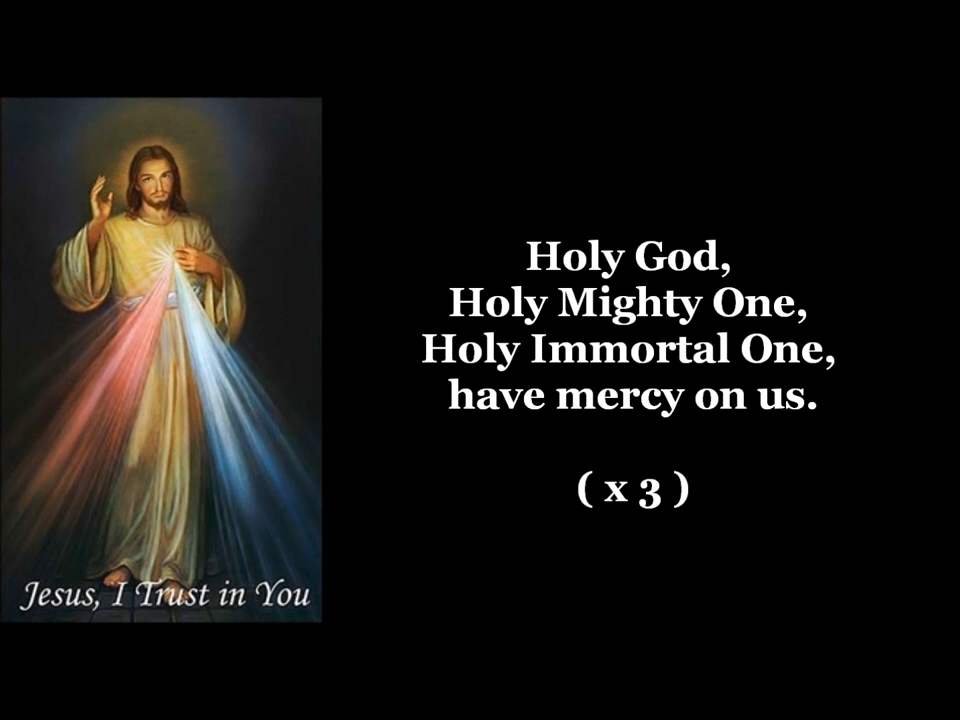 Holy God,
Holy Mighty One,
Holy Immortal One,
have mercy on us.
( x 3 )
Jesus, I Trust in You